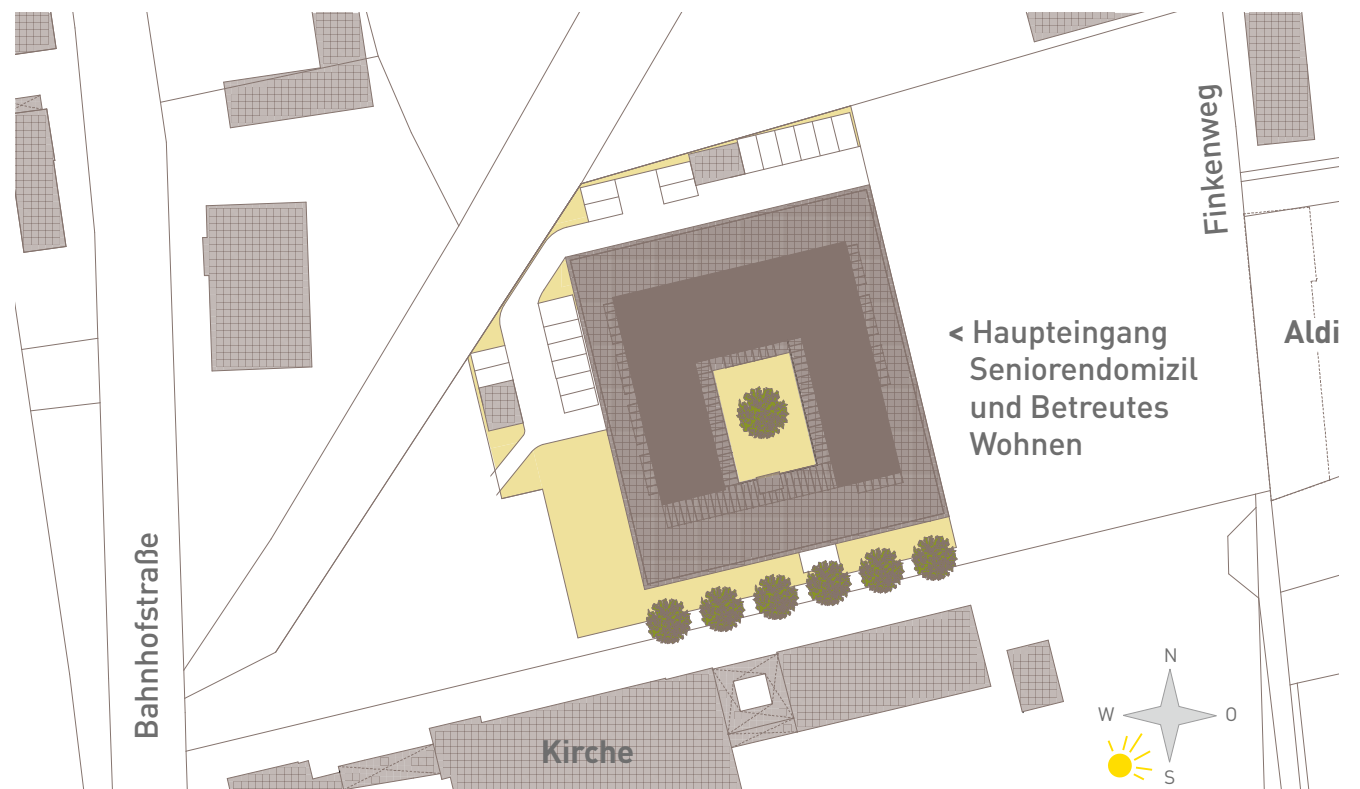 Finkenweg
< Haupteingang
Seniorendomizil
und Betreutes
Wohnen
Aldi
Bahnhofstraße
Kirche
N
W O
S